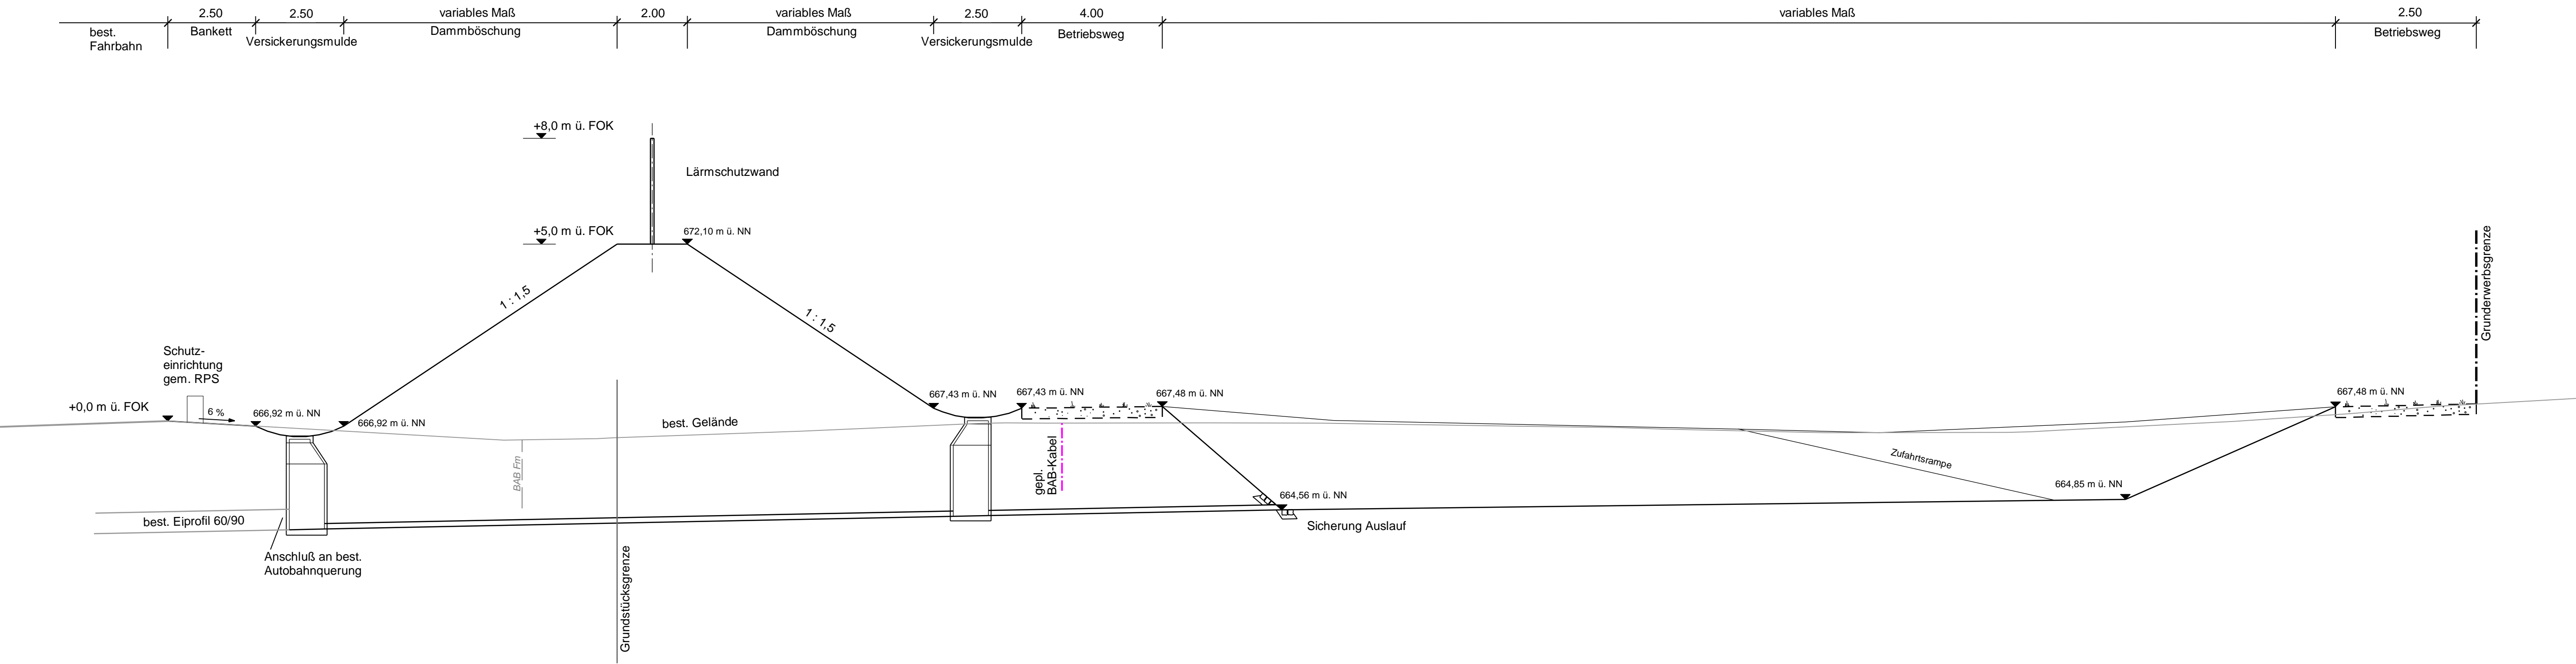 2.50
2.50
variables Maß
2.00
variables Maß
2.50
4.00
variables Maß
2.50
best.
Fahrbahn
Bankett
Versickerungsmulde
Dammböschung
Dammböschung
Versickerungsmulde
Betriebsweg
Betriebsweg
+8,0 m ü. FOK
Lärmschutzwand
+5,0 m ü. FOK
672,10 m ü. NN
1 : 1,5
1 : 1,5
Grunderwerbsgrenze
Schutz-
einrichtung
gem. RPS
+0,0 m ü. FOK
6 %
666,92 m ü. NN
666,92 m ü. NN
best. Gelände
667,43 m ü. NN
667,43 m ü. NN
667,48 m ü. NN
667,48 m ü. NN
BAB Fm
gepl.
BAB-Kabel
Zufahrtsrampe
664,56 m ü. NN
664,85 m ü. NN
Sicherung Auslauf
best. Eiprofil 60/90
Anschluß an best.
Autobahnquerung
Grundstücksgrenze